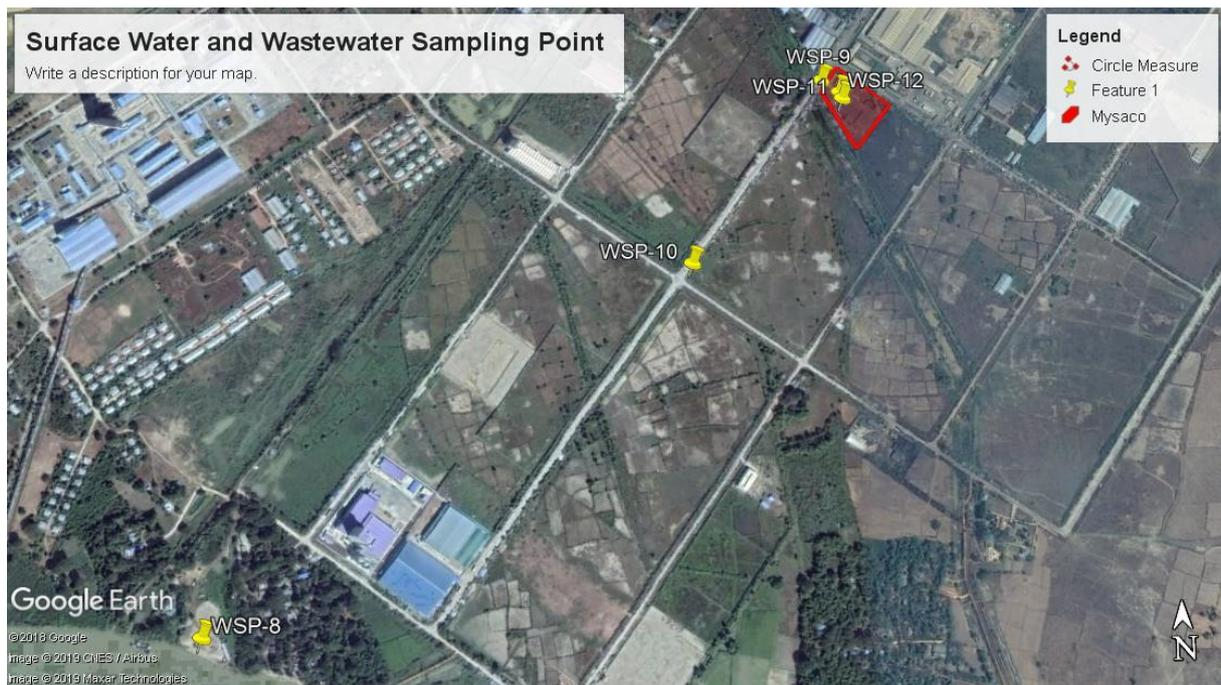 Surface Water and Wastewater Sampling Point
Write a description for your map.
Legend
Circle Measure
Feature 1
Mysaco
WSP-9
WSP-11
WSP-12
WSP-10
WSP-8
Google Earth
©2018 Google
Image © 2019 CNES / Airbus
Image © 2019 Maxar Technologies
N